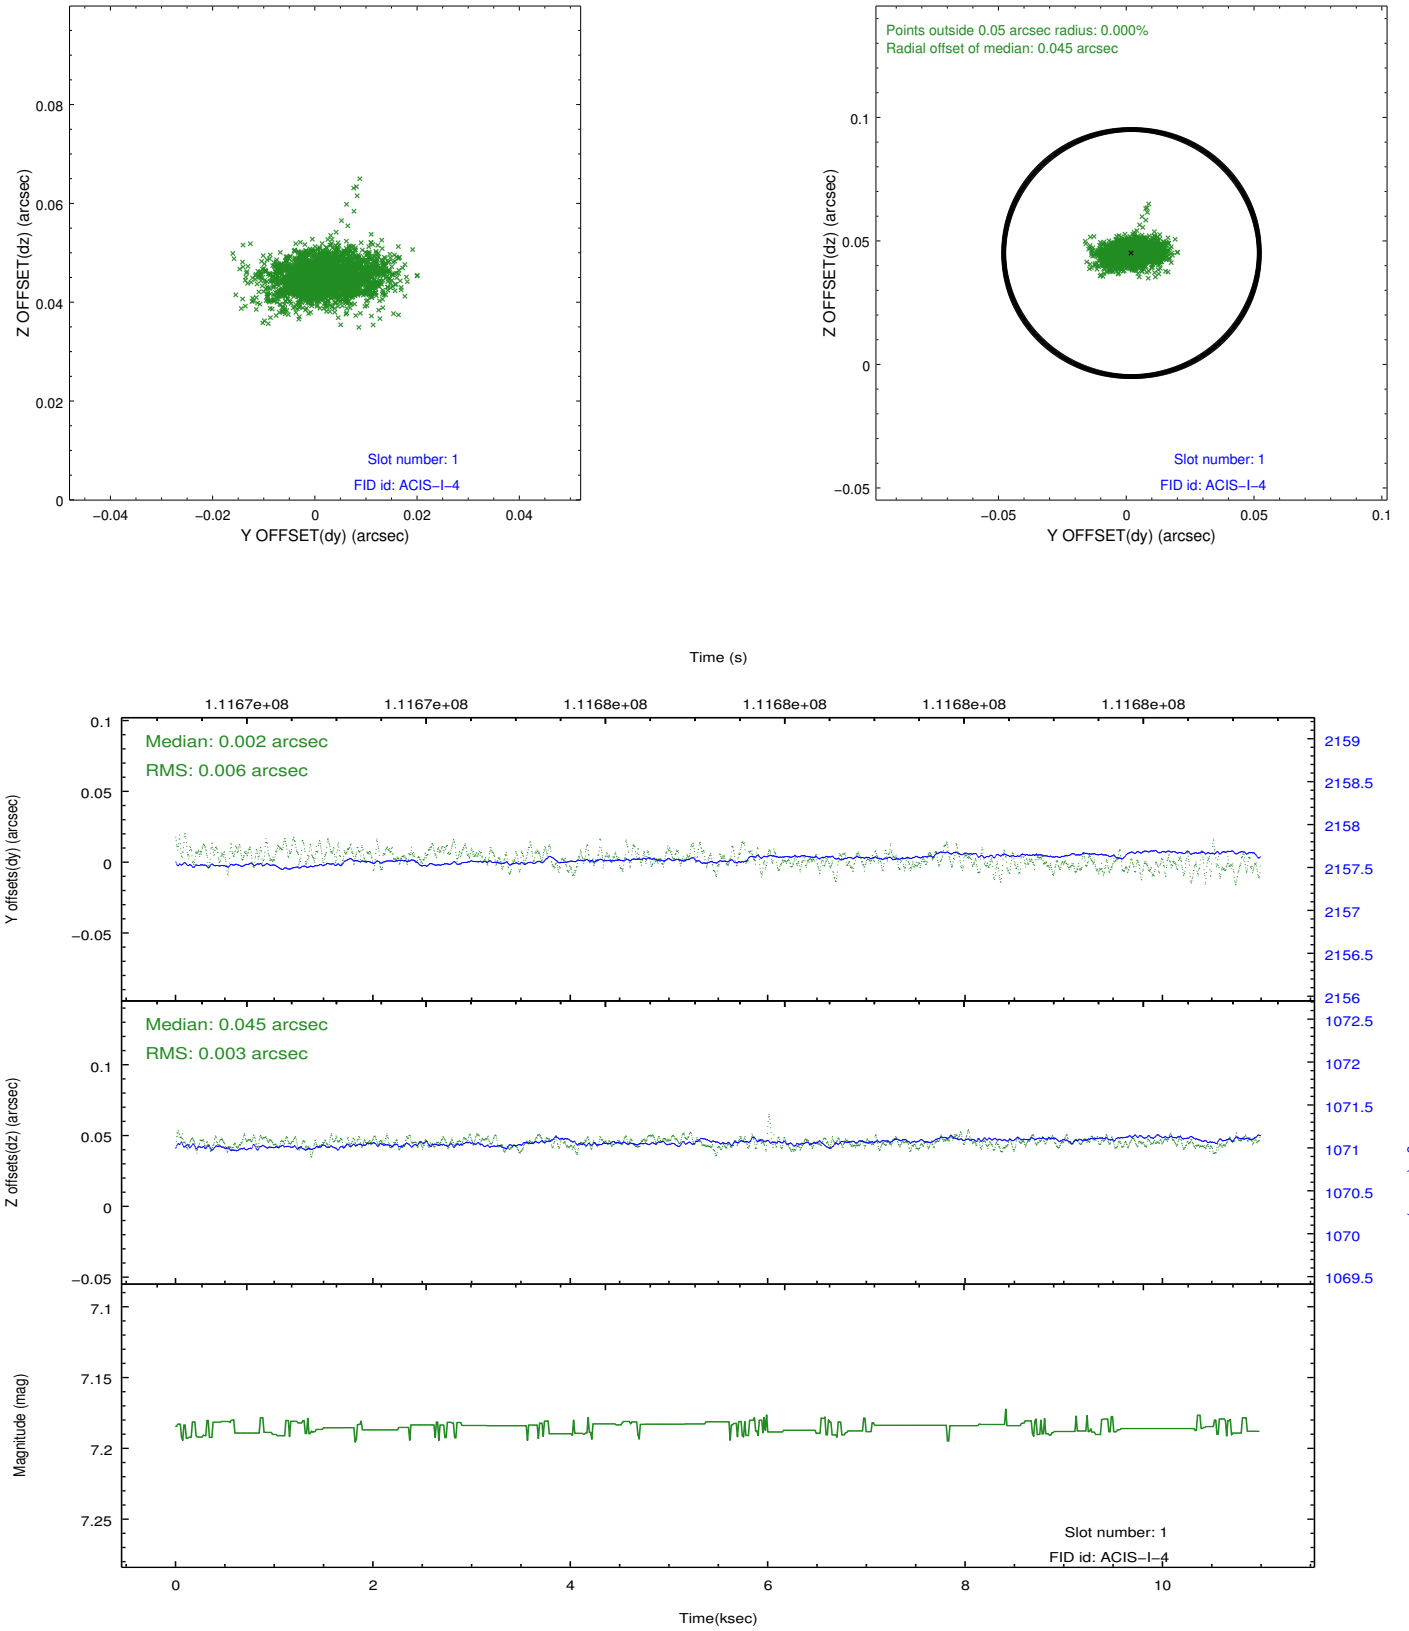 0.08
0.06
0.04
0.02
0
Z OFFSET(dz) (arcsec)
Slot number: 1
FID id: ACIS−I−4
−0.04 −0.02 0 0.02 0.04
Y OFFSET(dy) (arcsec)
Points outside 0.05 arcsec radius: 0.000%
Radial offset of median: 0.045 arcsec
0.1
0.05
0
−0.05
Z OFFSET(dz) (arcsec)
Slot number: 1
FID id: ACIS−I−4
−0.05 0 0.05 0.1
Y OFFSET(dy) (arcsec)
Time (s)
1.1167e+08 1.1167e+08 1.1168e+08 1.1168e+08 1.1168e+08 1.1168e+08
Median: 0.002 arcsec
RMS: 0.006 arcsec
0.1
0.05
0
−0.05
Y offsets(dy) (arcsec)
2159
2158.5
2158
2157.5
2157
2156.5
2156
Median: 0.045 arcsec
RMS: 0.003 arcsec
0.1
0.05
0
−0.05
Z offsets(dz) (arcsec)
1072.5
1072
1071.5
1071
1070.5
1070
1069.5
7.1
7.15
7.2
7.25
Magnitude (mag)
Slot number: 1
FID id: ACIS−I−4
0 2 4 6 8 10
Time(ksec)